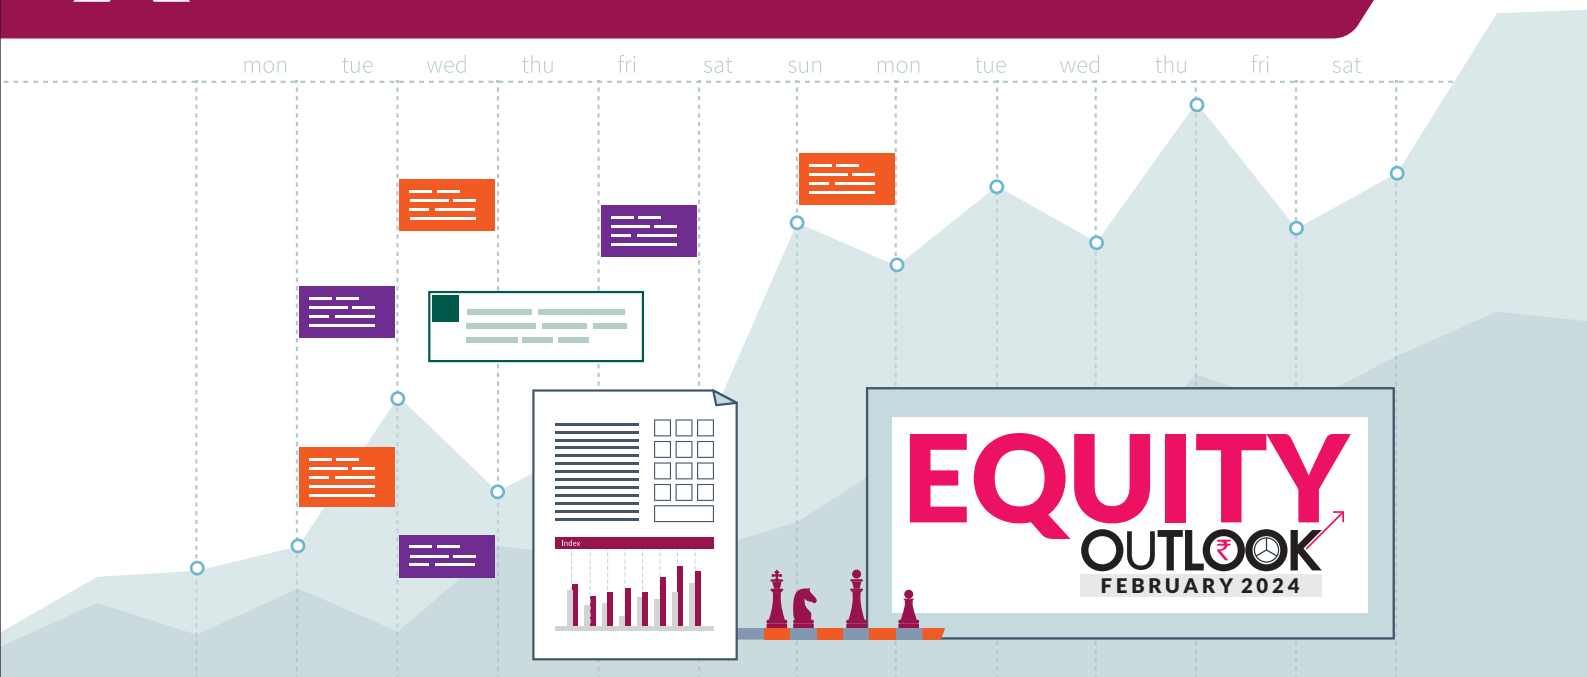 mon tue wed thu fri sat sun mon tue wed thu fri sat
Index
EQUITY
OUTLOOK
₹
FEBRUARY 2024